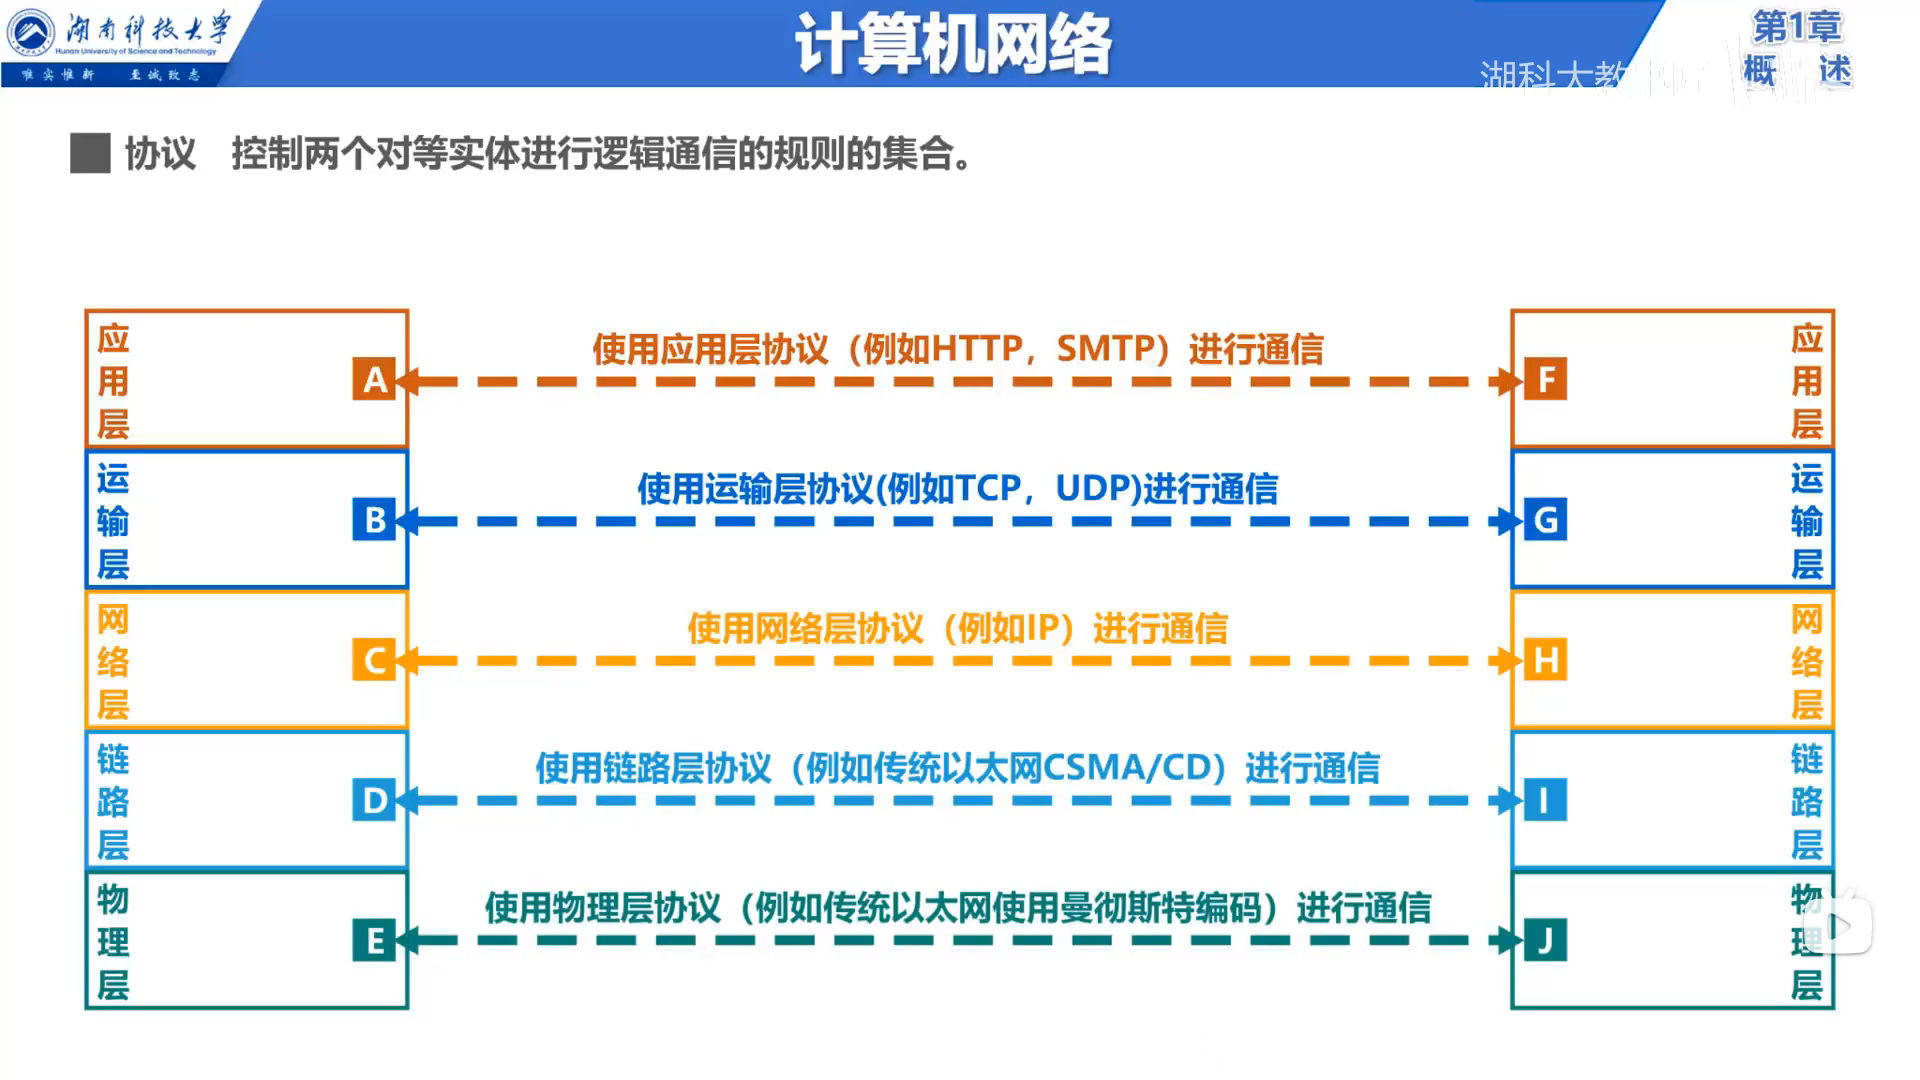 湖南科技大学
Hunan University of Science and Technology
唯实惟新 至诚致志
计算机网络
第1章
概 述
湖科大教
协议 控制两个对等实体进行逻辑通信的规则的集合。
应用层
A
使用应用层协议（例如HTTP，SMTP）进行通信
F
应用层
运输层
B
使用运输层协议(例如TCP，UDP)进行通信
G
运输层
网络层
C
使用网络层协议（例如IP）进行通信
H
网络层
链路层
D
使用链路层协议（例如传统以太网CSMA/CD）进行通信
I
链路层
物理层
E
使用物理层协议（例如传统以太网使用曼彻斯特编码）进行通信
J
物理层